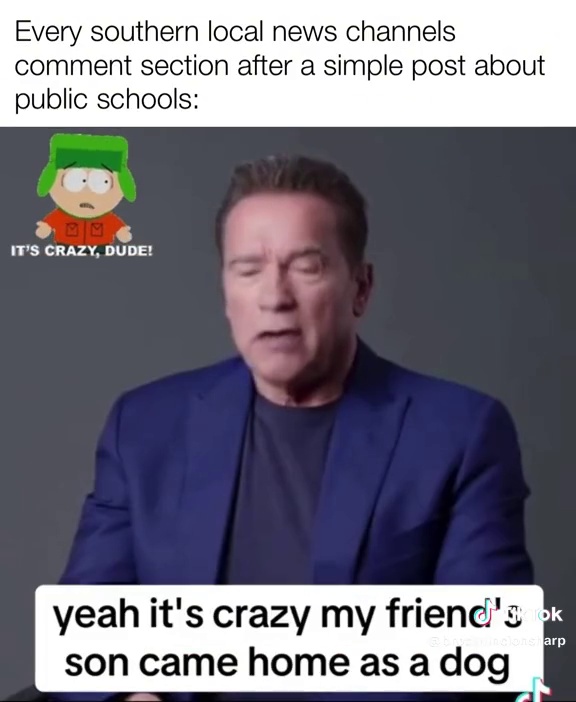 Every southern local news channels
comment section after a simple post about
public schools:
IT'S CRAZY, DUDE!
yeah it's crazy my friend's
son came home as a dog